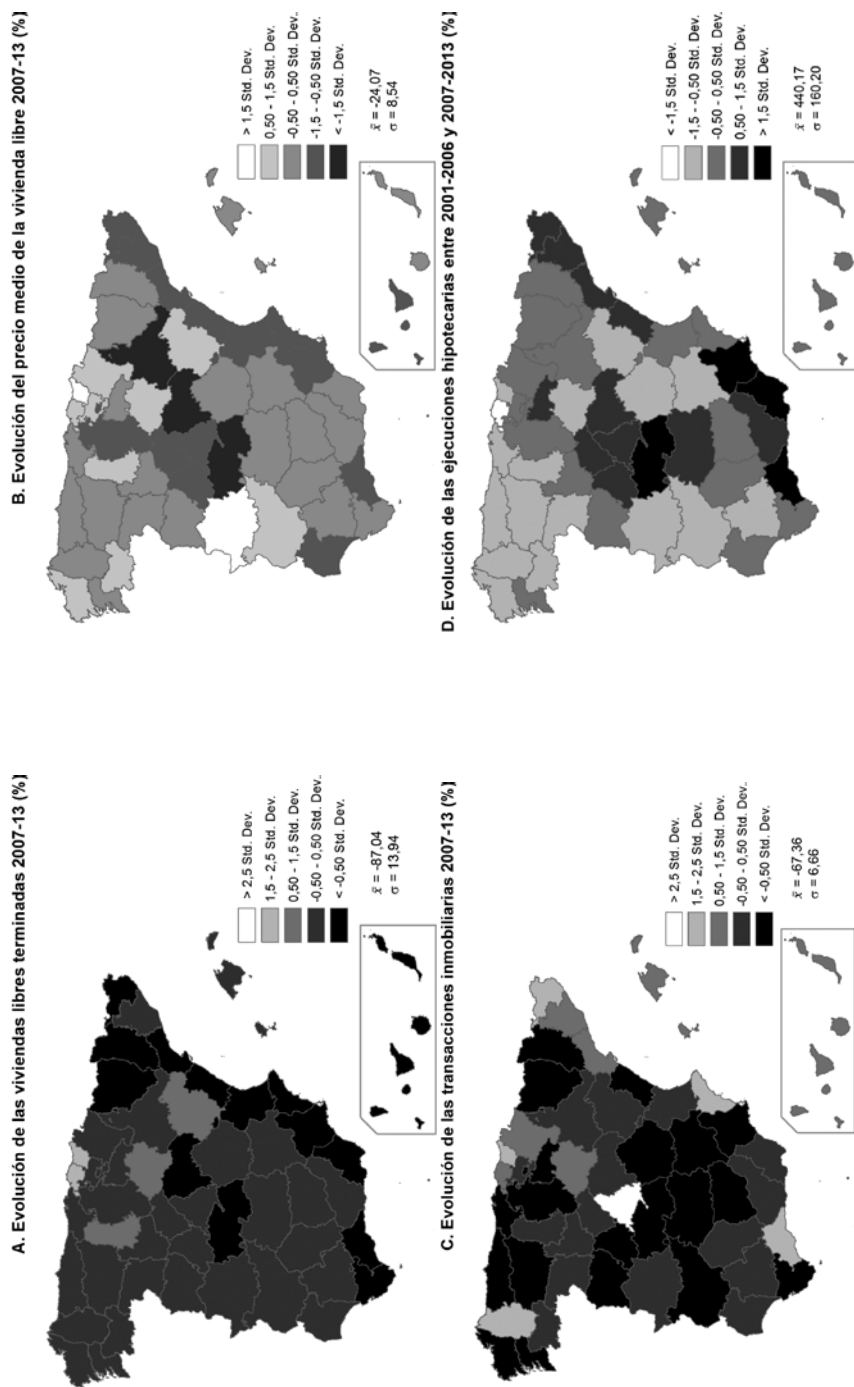 A. Evolución de las viviendas libres terminadas 2007-13 (%)
> 2,5 Std. Dev.
1,5 - 2,5 Std. Dev.
0,50 - 1,5 Std. Dev.
-0,50 - 0,50 Std. Dev.
< -0,50 Std. Dev.
x̄ = -87,04
σ = 13,94
B. Evolución del precio medio de la vivienda libre 2007-13 (%)
> 1,5 Std. Dev.
0,50 - 1,5 Std. Dev.
-0,50 - 0,50 Std. Dev.
-1,5 - -0,50 Std. Dev.
< -1,5 Std. Dev.
x̄ = -24,07
σ = 8,54
C. Evolución de las transacciones inmobiliarias 2007-13 (%)
> 2,5 Std. Dev.
1,5 - 2,5 Std. Dev.
0,50 - 1,5 Std. Dev.
-0,50 - 0,50 Std. Dev.
< -0,50 Std. Dev.
x̄ = -67,36
σ = 6,66
D. Evolución de las ejecuciones hipotecarias entre 2001-2006 y 2007-2013 (%)
< -1,5 Std. Dev.
-1,5 - -0,50 Std. Dev.
-0,50 - 0,50 Std. Dev.
0,50 - 1,5 Std. Dev.
> 1,5 Std. Dev.
x̄ = 440,17
σ = 160,20